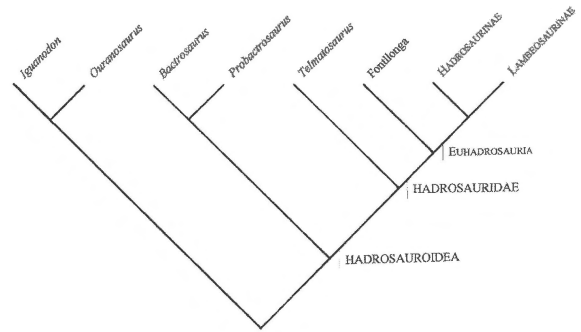 Iguanodon
Ouranosaurus
Bactrosaurus
Probactrosaurus
Telmatosaurus
Fontllonga
HADROSAURINAE
LAMBEOSAURINAE
EUHADROSAURIA
HADROSAURIDAE
HADROSAUROIDEA